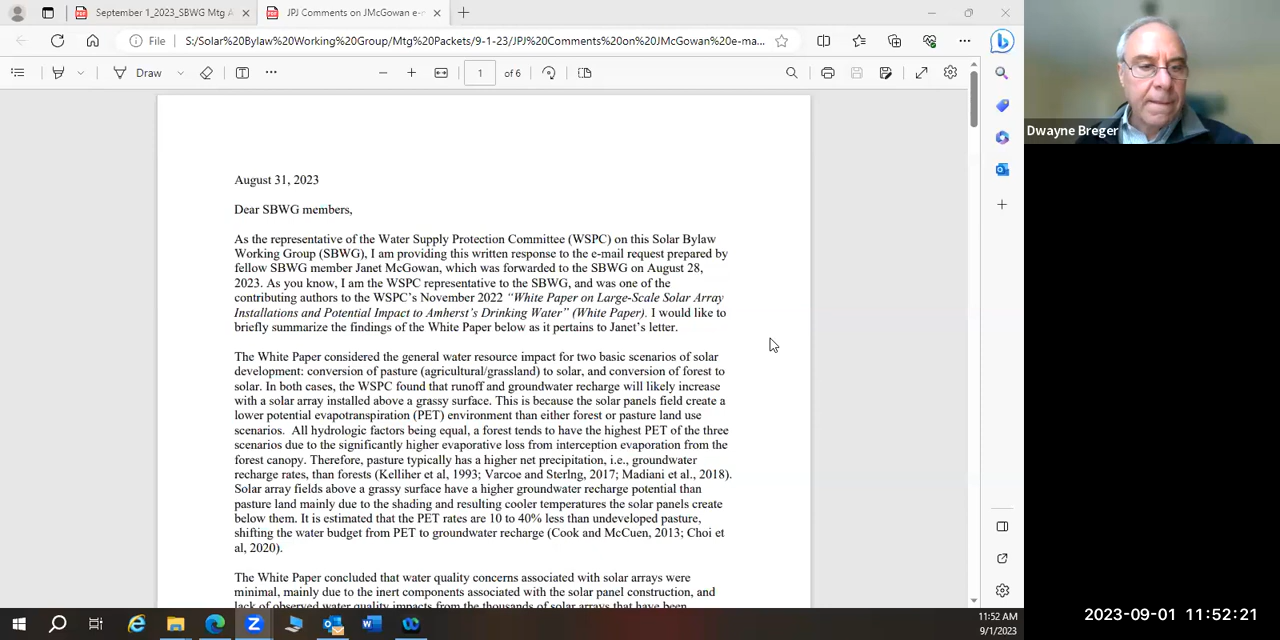 September 1_2023_SBWG Mtg A
JPJ Comments on JMcGowan e-m
File
S:/Solar%20Bylaw%20Working%20Group/Mtg%20Packets/9-1-23/JPJ%20Comments%20on%20JMcGowan%20e-ma...
Draw
1
of 6
Dwayne Breger
August 31, 2023
Dear SBWG members,
As the representative of the Water Supply Protection Committee (WSPC) on this Solar Bylaw
Working Group (SBWG), I am providing this written response to the e-mail request prepared by
fellow SBWG member Janet McGowan, which was forwarded to the SBWG on August 28,
2023. As you know, I am the WSPC representative to the SBWG, and was one of the
contributing authors to the WSPC's November 2022 “White Paper on Large-Scale Solar Array
Installations and Potential Impact to Amherst's Drinking Water” (White Paper). I would like to
briefly summarize the findings of the White Paper below as it pertains to Janet's letter.
The White Paper considered the general water resource impact for two basic scenarios of solar
development: conversion of pasture (agricultural/grassland) to solar, and conversion of forest to
solar. In both cases, the WSPC found that runoff and groundwater recharge will likely increase
with a solar array installed above a grassy surface. This is because the solar panels field create a
lower potential evapotranspiration (PET) environment than either forest or pasture land use
scenarios. All hydrologic factors being equal, a forest tends to have the highest PET of the three
scenarios due to the significantly higher evaporative loss from interception evaporation from the
forest canopy. Therefore, pasture typically has a higher net precipitation, i.e., groundwater
recharge rates, than forests (Kelliher et al, 1993; Varcoe and Sterlng, 2017; Madiani et al., 2018).
Solar array fields above a grassy surface have a higher groundwater recharge potential than
pasture land mainly due to the shading and resulting cooler temperatures the solar panels create
below them. It is estimated that the PET rates are 10 to 40% less than undeveloped pasture,
shifting the water budget from PET to groundwater recharge (Cook and McCuen, 2013; Choi et
al, 2020).
The White Paper concluded that water quality concerns associated with solar arrays were
minimal, mainly due to the inert components associated with the solar panel construction, and
lack of observed water quality impacts from the thousands of solar arrays that have been
11:52 AM
9/1/2023
2023-09-01 11:52:21